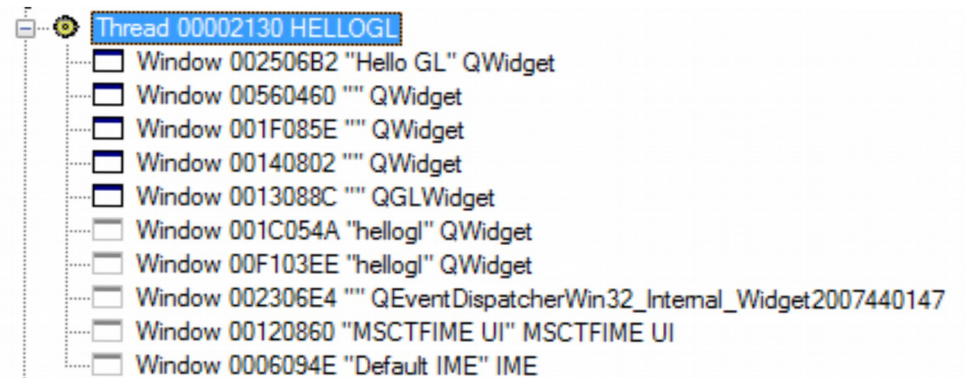 Thread 00002130 HELLOGL
Window 002506B2 "Hello GL" QWidget
Window 00560460 "" QWidget
Window 001F085E "" QWidget
Window 00140802 "" QWidget
Window 0013088C "" QGLWidget
Window 001C054A "hellogl" QWidget
Window 00F103EE "hellogl" QWidget
Window 002306E4 "" QEventDispatcherWin32_Internal_Widget2007440147
Window 00120860 "MSCTFIME UI" MSCTFIME UI
Window 0006094E "Default IME" IME